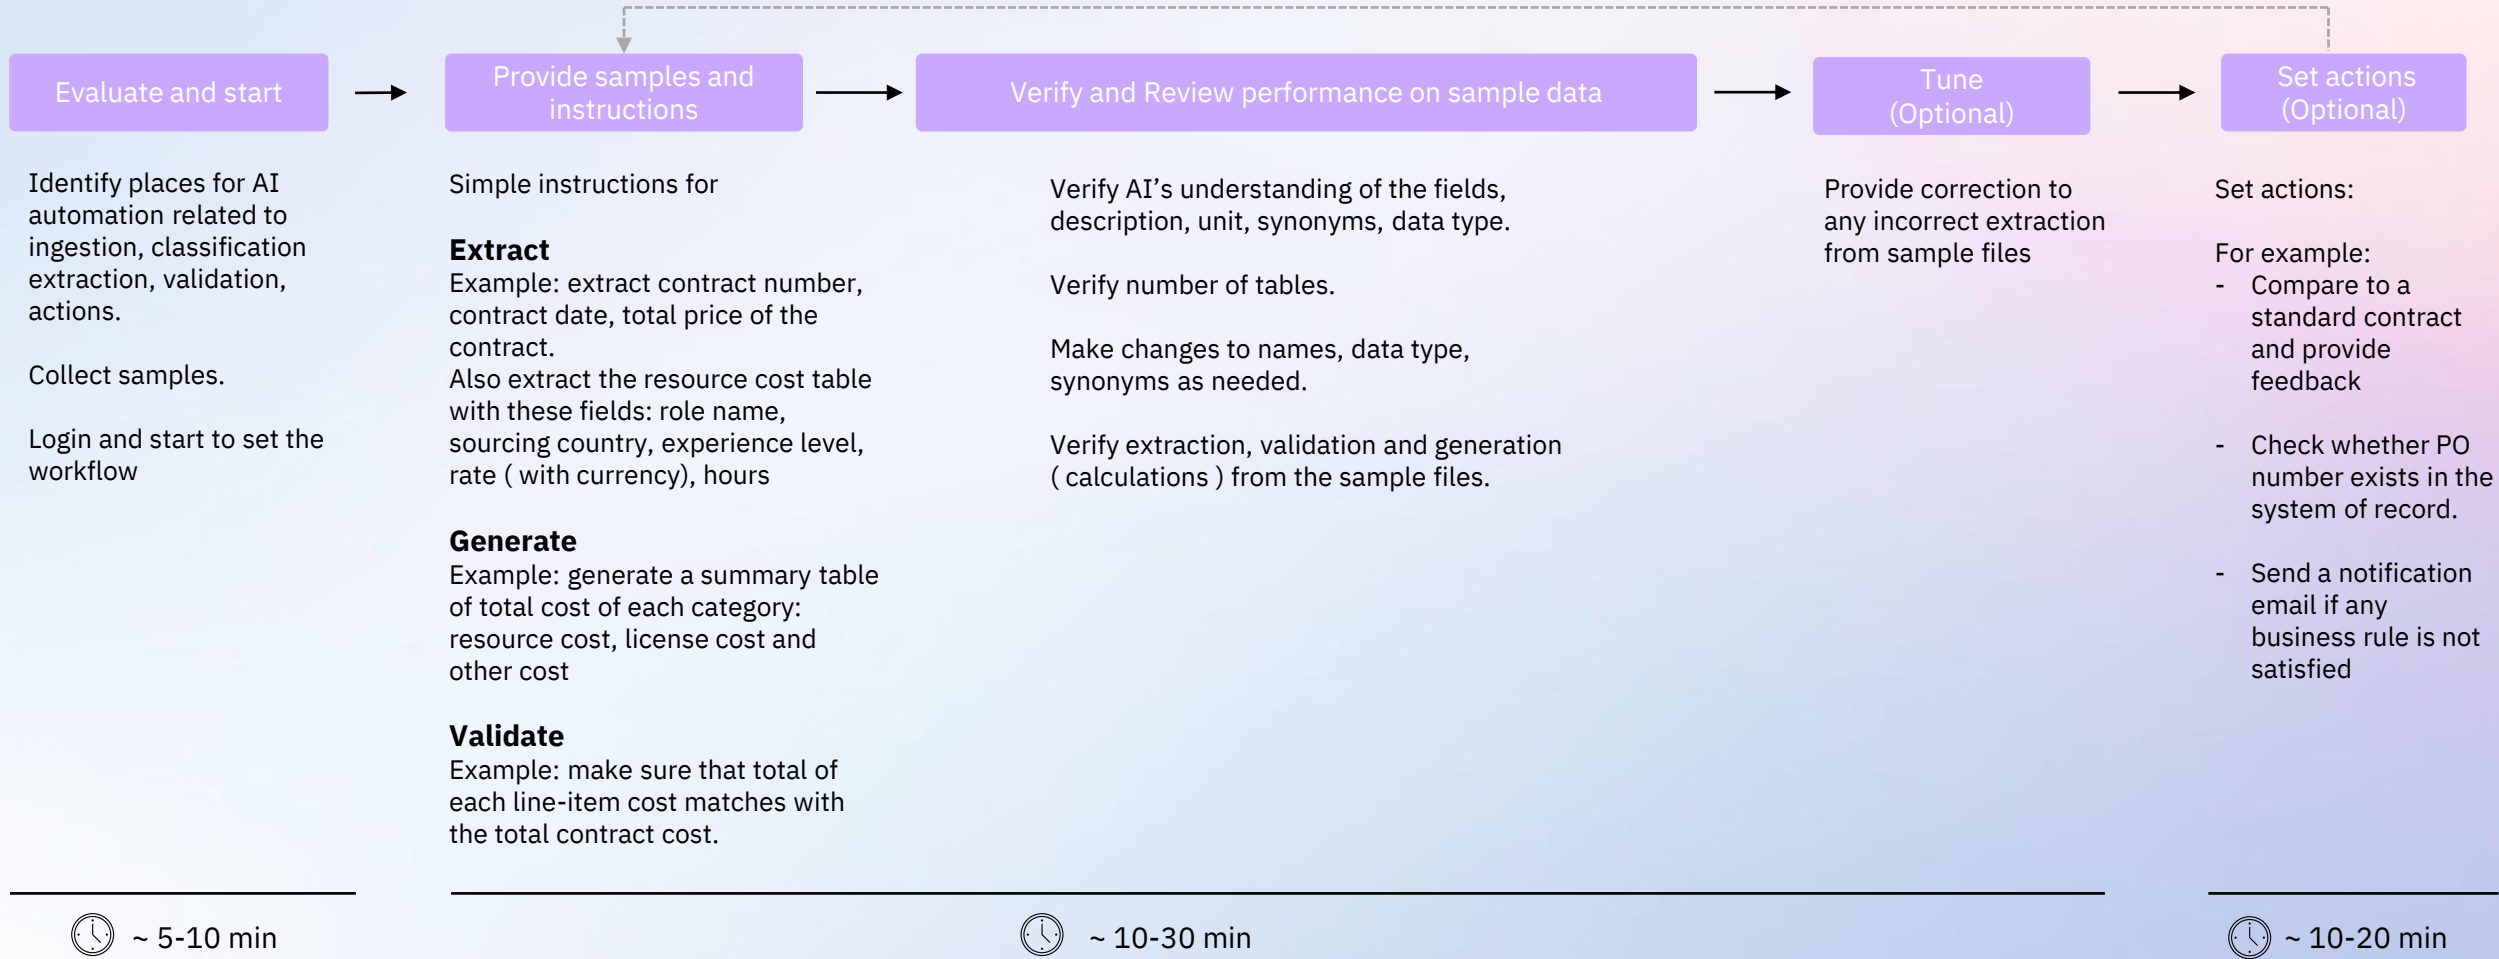 Evaluate and start
Provide samples and
instructions
Verify and Review performance on sample data
Tune
(Optional)
Set actions
(Optional)
Identify places for AI
automation related to
ingestion, classification
extraction, validation,
actions.
Collect samples.
Login and start to set the
workflow
Simple instructions for
Extract
Example: extract contract number,
contract date, total price of the
contract.
Also extract the resource cost table
with these fields: role name,
sourcing country, experience level,
rate ( with currency), hours
Generate
Example: generate a summary table
of total cost of each category:
resource cost, license cost and
other cost
Validate
Example: make sure that total of
each line-item cost matches with
the total contract cost.
Verify AI’s understanding of the fields,
description, unit, synonyms, data type.
Verify number of tables.
Make changes to names, data type,
synonyms as needed.
Verify extraction, validation and generation
( calculations ) from the sample files.
Provide correction to
any incorrect extraction
from sample files
Set actions:
For example:
- Compare to a
standard contract
and provide
feedback
- Check whether PO
number exists in the
system of record.
- Send a notification
email if any
business rule is not
satisfied
~ 5-10 min
~ 10-30 min
~ 10-20 min